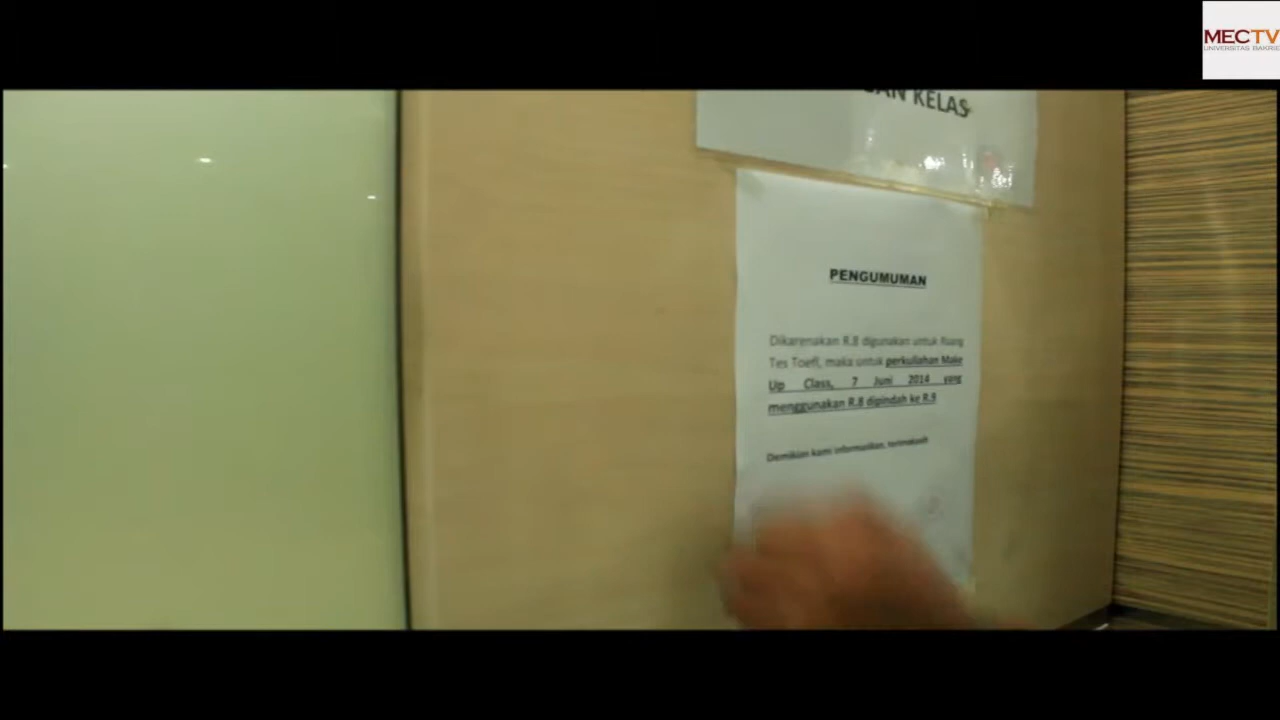 MECTV
UNIVERSITAS BAKRIE
KELAS
PENGUMUMAN
Dikarenakan R.8 digunakan untuk Ruang
Tes Toefl, maka untuk perkuliahan Make
Up Class, 7 Juni 2014 yang
menggunakan R.8 dipindah ke R.9
Demikian kami informasikan, terimakasih